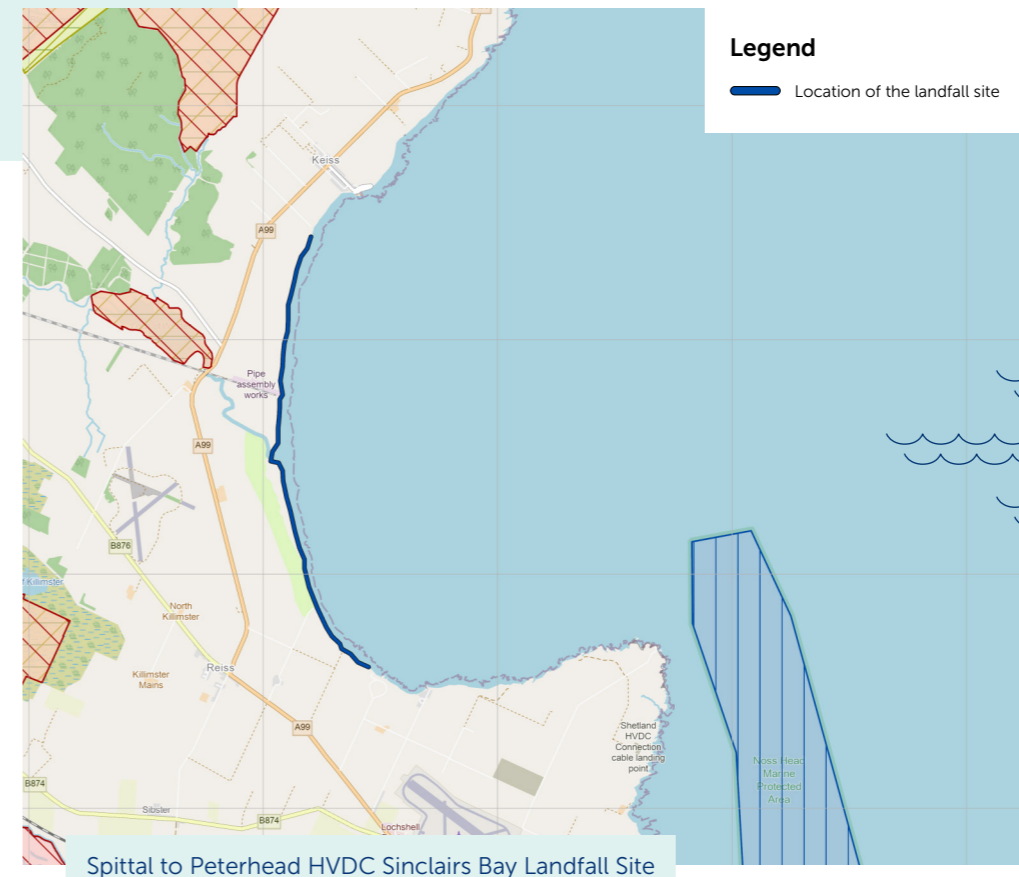 Legend
Location of the landfall site
Keiss
A99
Pipe
assembly
works
A99
B876
Killimster
North
Killimster
Killimster
Mains
Reiss
A99
Shetland
HVDC
Connection
cable landing
point
Noss Head
Marine
Protected
Area
B874
Sibster
B874
Lochshell
Spittal to Peterhead HVDC Sinclairs Bay Landfall Site